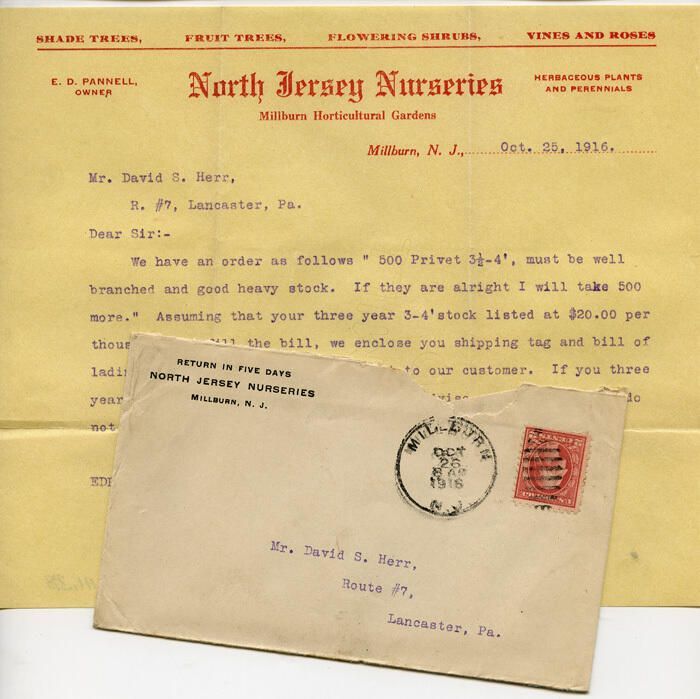 SHADE TREES, FRUIT TREES, FLOWERING SHRUBS, VINES AND ROSES
E. D. PANNELL,
OWNER
North Jersey Nurseries
HERBACEOUS PLANTS
AND PERENNIALS
Millburn Horticultural Gardens
Millburn, N. J., Oct. 25, 1916.
Mr. David S. Herr,
R. #7, Lancaster, Pa.
Dear Sir:-
We have an order as follows " 500 Privet 3½-4', must be well
branched and good heavy stock. If they are alright I will take 500
more." Assuming that your three year 3-4'stock listed at $20.00 per
the bill, we enclose you shipping tag and bill of
to our customer. If you three
year do
not
RETURN IN FIVE DAYS
NORTH JERSEY NURSERIES
MILLBURN, N. J.
MILLBURN
OCT
26
1916
N.J.
Mr. David S. Herr,
Route #7,
Lancaster, Pa.